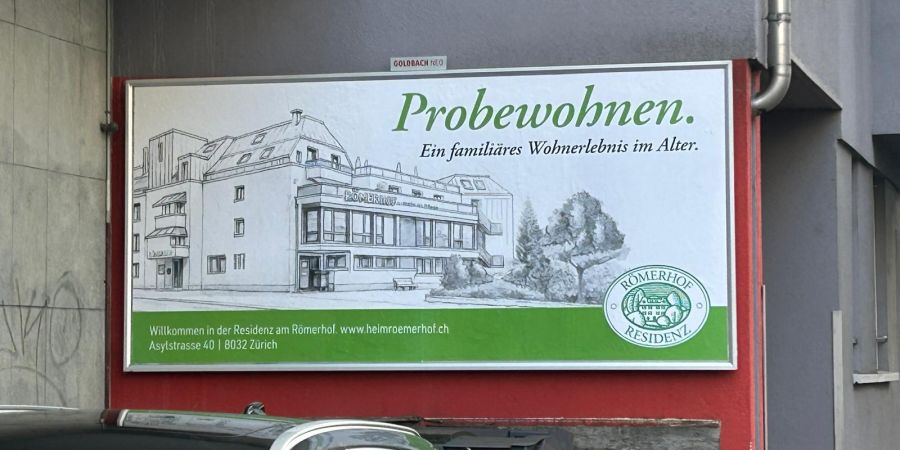 GOLDBACH NEO
Probewohnen.
Ein familiäres Wohnerlebnis im Alter.
RÖMERHOF
RÖMERHOF
RESIDENZ
Willkommen in der Residenz am Römerhof. www.heimroemerhof.ch
Asylstrasse 40 | 8032 Zürich